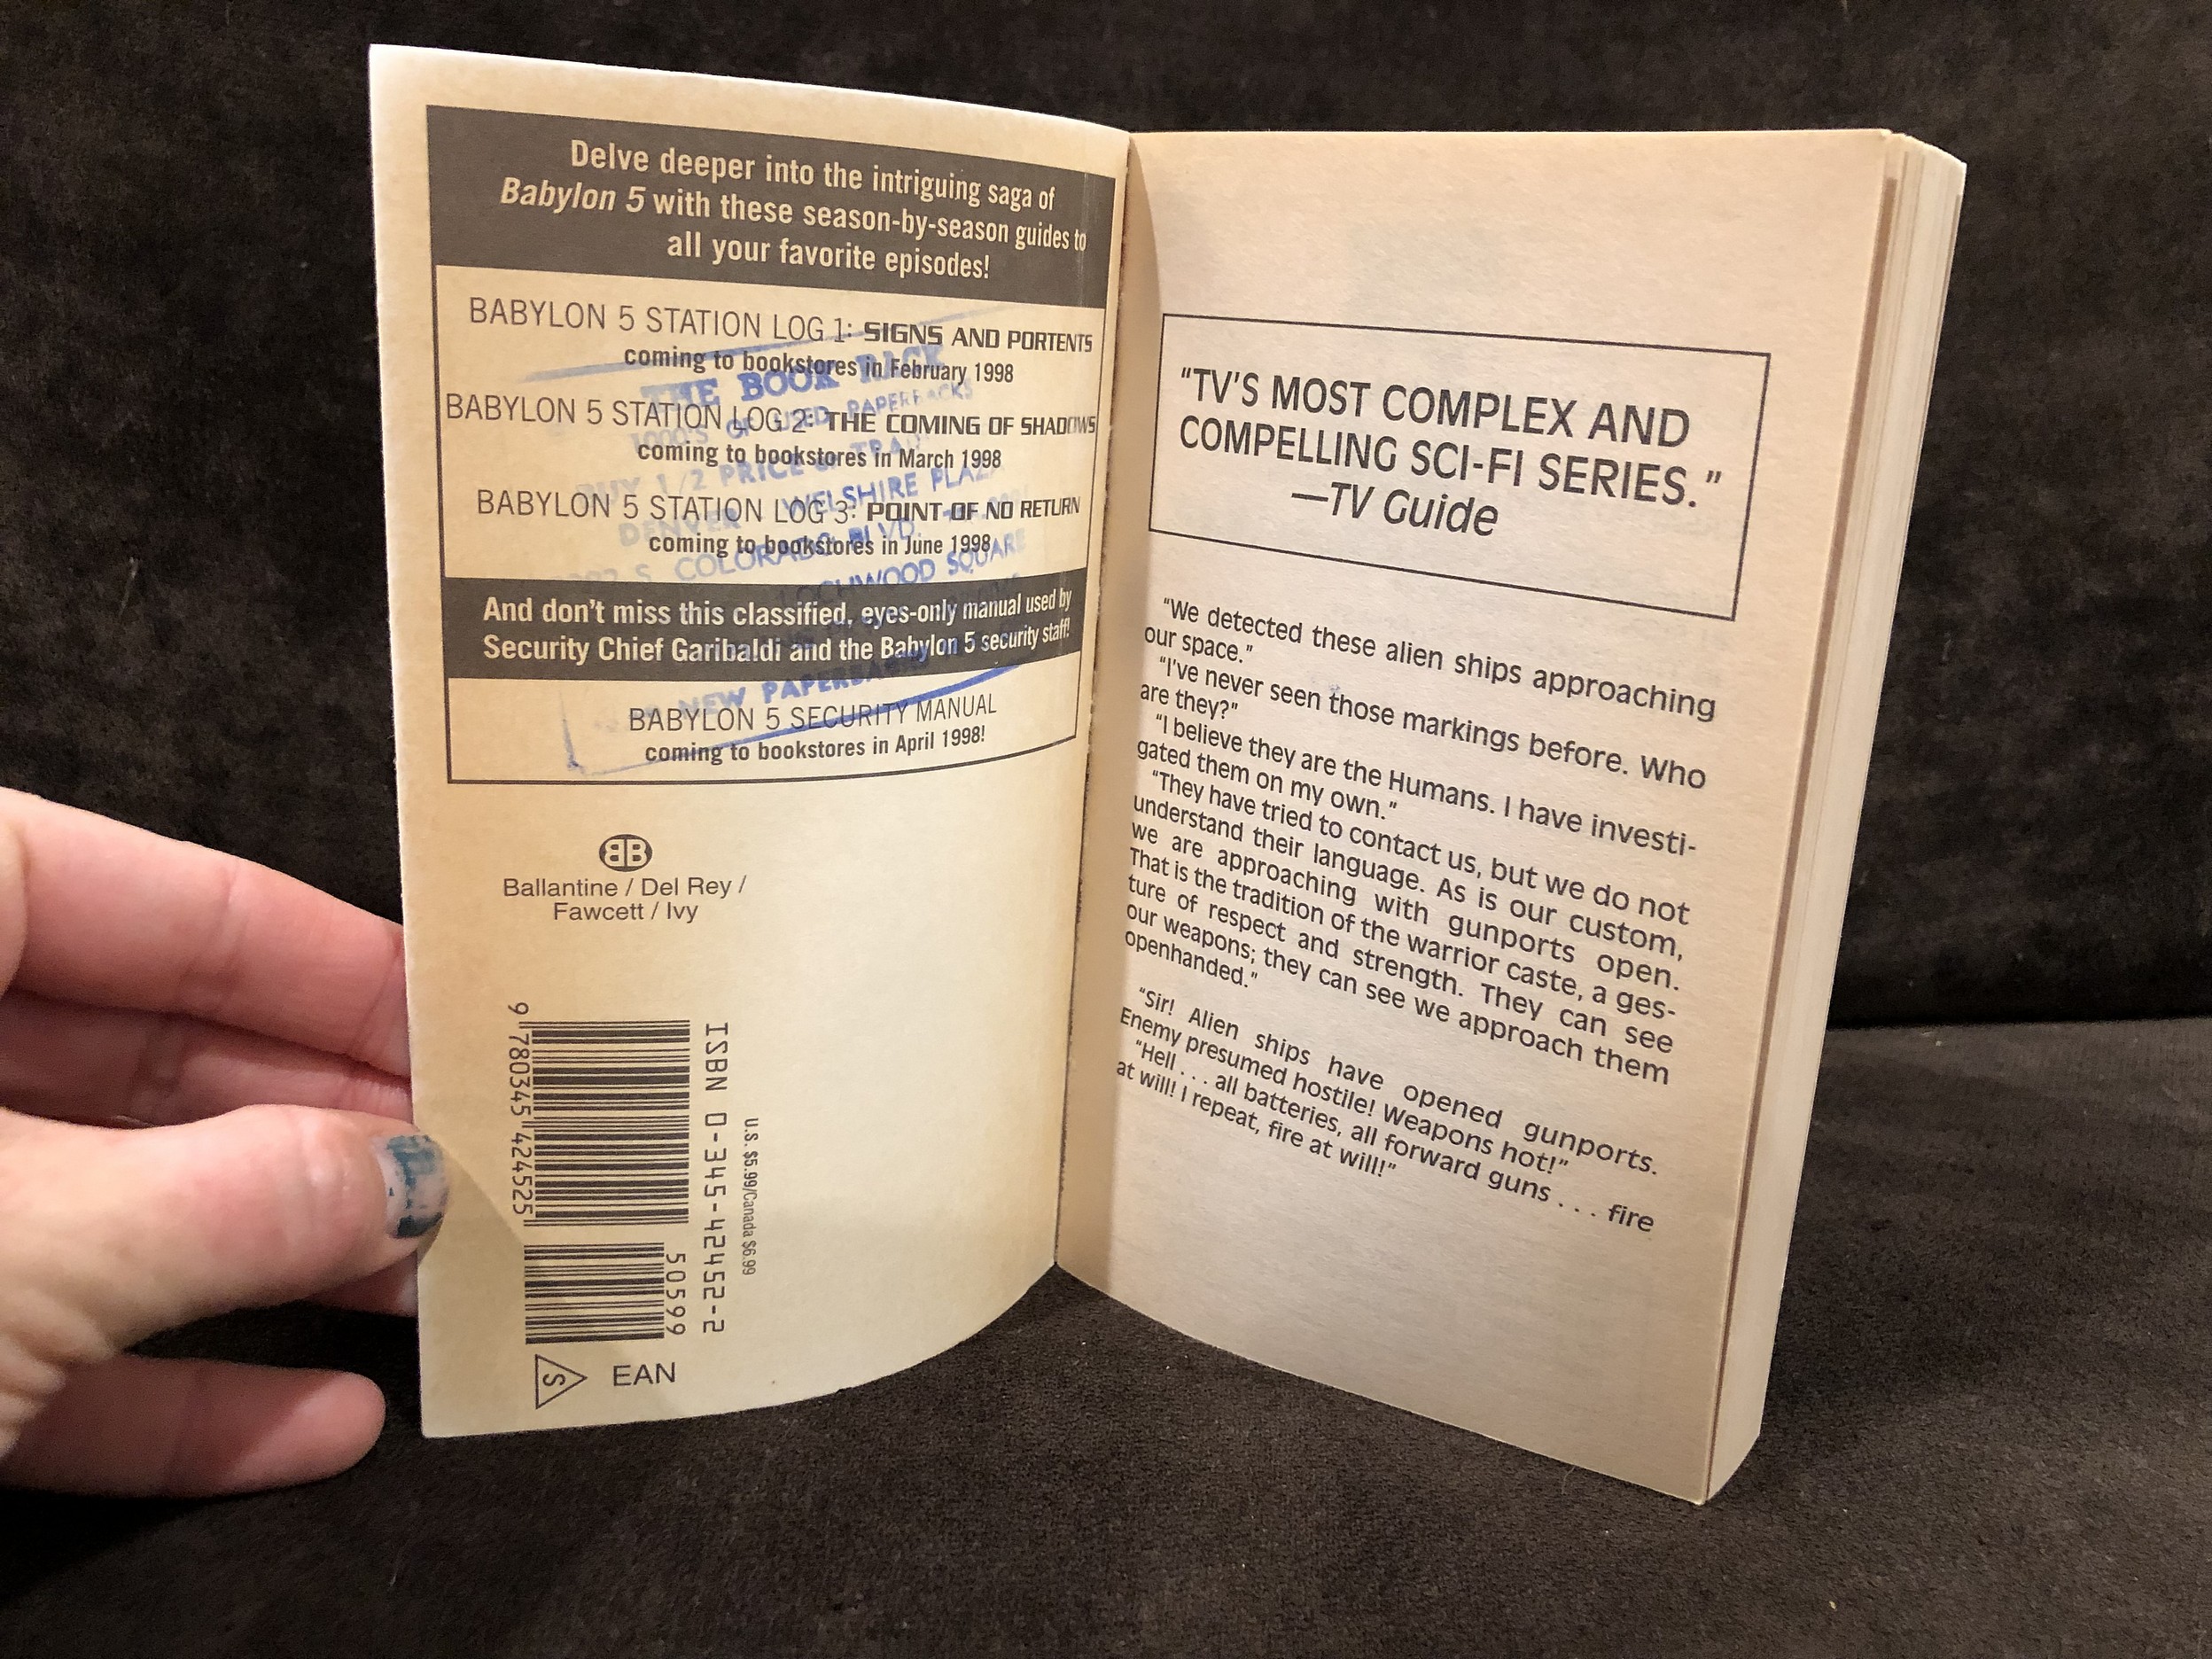 Delve deeper into the intriguing saga of
Babylon 5 with these season-by-season guides to
all your favorite episodes!
BABYLON 5 STATION LOG 1: SIGNS AND PORTENTS
coming to bookstores in February 1998
BABYLON 5 STATION LOG 2: THE COMING OF SHADOWS
coming to bookstores in March 1998
BABYLON 5 STATION LOG 3: POINT OF NO RETURN
coming to bookstores in June 1998
And don't miss this classified, eyes-only manual used by
Security Chief Garibaldi and the Babylon 5 security staff!
BABYLON 5 SECURITY MANUAL
coming to bookstores in April 1998!
THE BOOK RACK
1000'S OF USED PAPERBACKS
BUY 1/2 PRICE
DENVER WELSHIRE PLAZA
S. COLORADO BLVD.
LOCHWOOD SQUARE
NEW
BB
Ballantine / Del Rey /
Fawcett / Ivy
9 780345 424525
50599
ISBN 0-345-42452-2
U.S. $5.99/Canada $6.99
S
EAN
"TV'S MOST COMPLEX AND
COMPELLING SCI-FI SERIES."
—TV Guide
"We detected these alien ships approaching
our space."
"I've never seen those markings before. Who
are they?"
"I believe they are the Humans. I have investi-
gated them on my own."
"They have tried to contact us, but we do not
understand their language. As is our custom,
we are approaching with gunports open.
That is the tradition of the warrior caste, a ges-
ture of respect and strength. They can see
our weapons; they can see we approach them
openhanded."
"Sir! Alien ships have opened gunports.
Enemy presumed hostile! Weapons hot!"
"Hell . . . all batteries, all forward guns . . . fire
at will! I repeat, fire at will!"